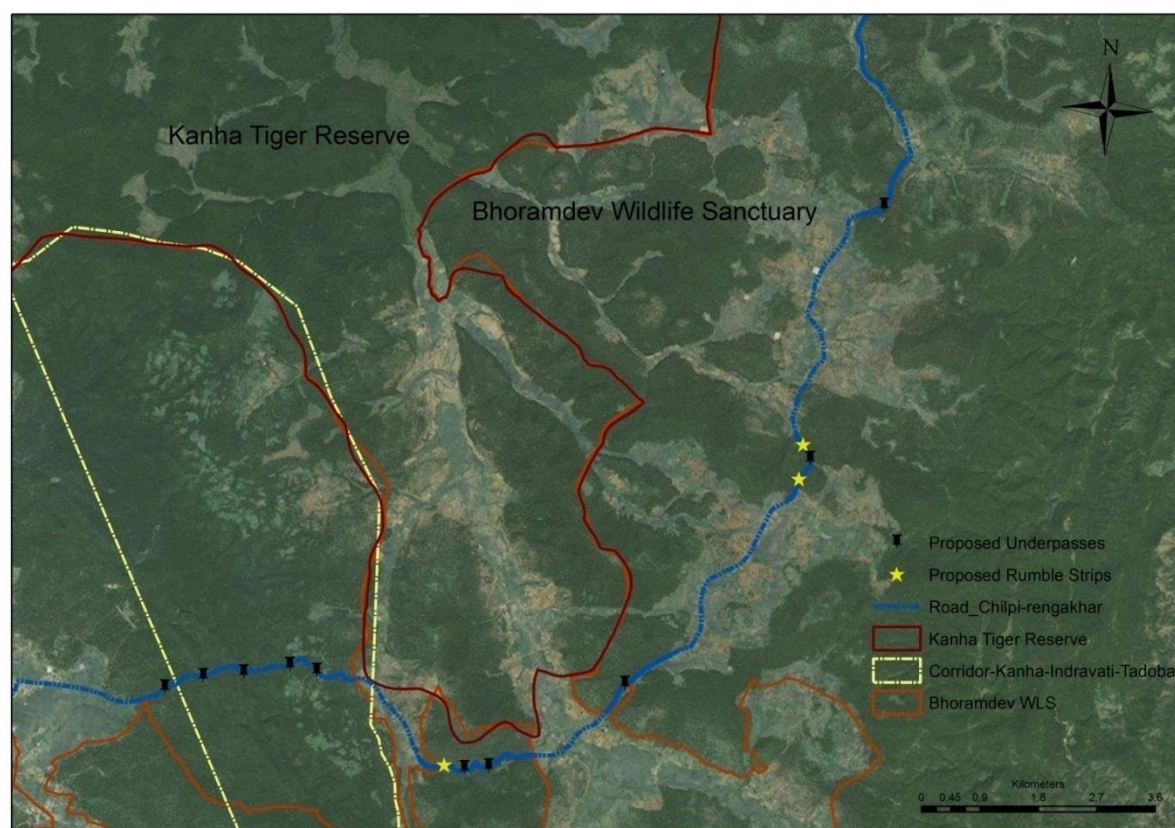 N
Kanha Tiger Reserve
Bhoramdev Wildlife Sanctuary
Proposed Underpasses
Proposed Rumble Strips
Road_Chilpi-rengakhar
Kanha Tiger Reserve
Corridor-Kanha-Indravati-Tadoba
Bhoramdev WLS
Kilometers
0 0.45 0.9 1.8 2.7 3.6